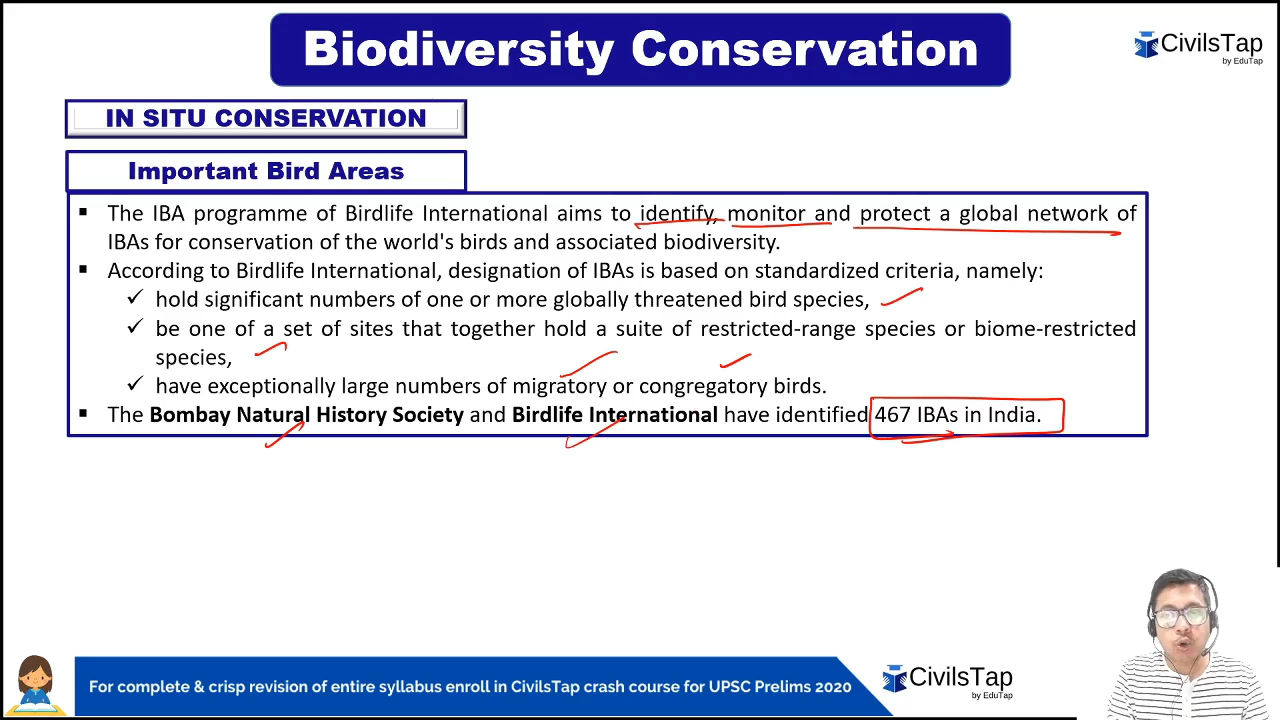 Biodiversity Conservation
CivilsTap
by EduTap
IN SITU CONSERVATION
Important Bird Areas
▪ The IBA programme of Birdlife International aims to identify, monitor and protect a global network of
IBAs for conservation of the world's birds and associated biodiversity.
▪ According to Birdlife International, designation of IBAs is based on standardized criteria, namely:
✓ hold significant numbers of one or more globally threatened bird species,
✓ be one of a set of sites that together hold a suite of restricted-range species or biome-restricted
species,
✓ have exceptionally large numbers of migratory or congregatory birds.
▪ The Bombay Natural History Society and Birdlife International have identified 467 IBAs in India.
For complete & crisp revision of entire syllabus enroll in CivilsTap crash course for UPSC Prelims 2020
CivilsTap
by EduTap